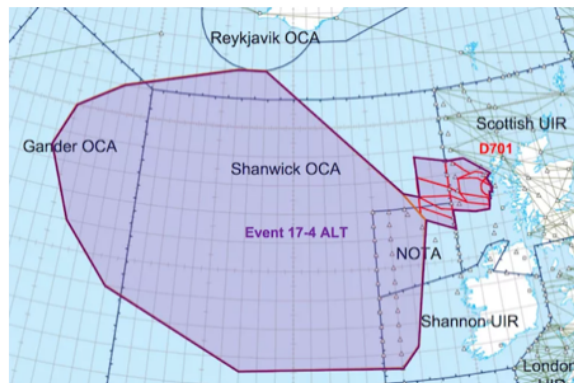 Reykjavik OCA
Scottish UIR
D701
Gander OCA
Shanwick OCA
Event 17-4 ALT
NOTA
Shannon UIR
London
UIR